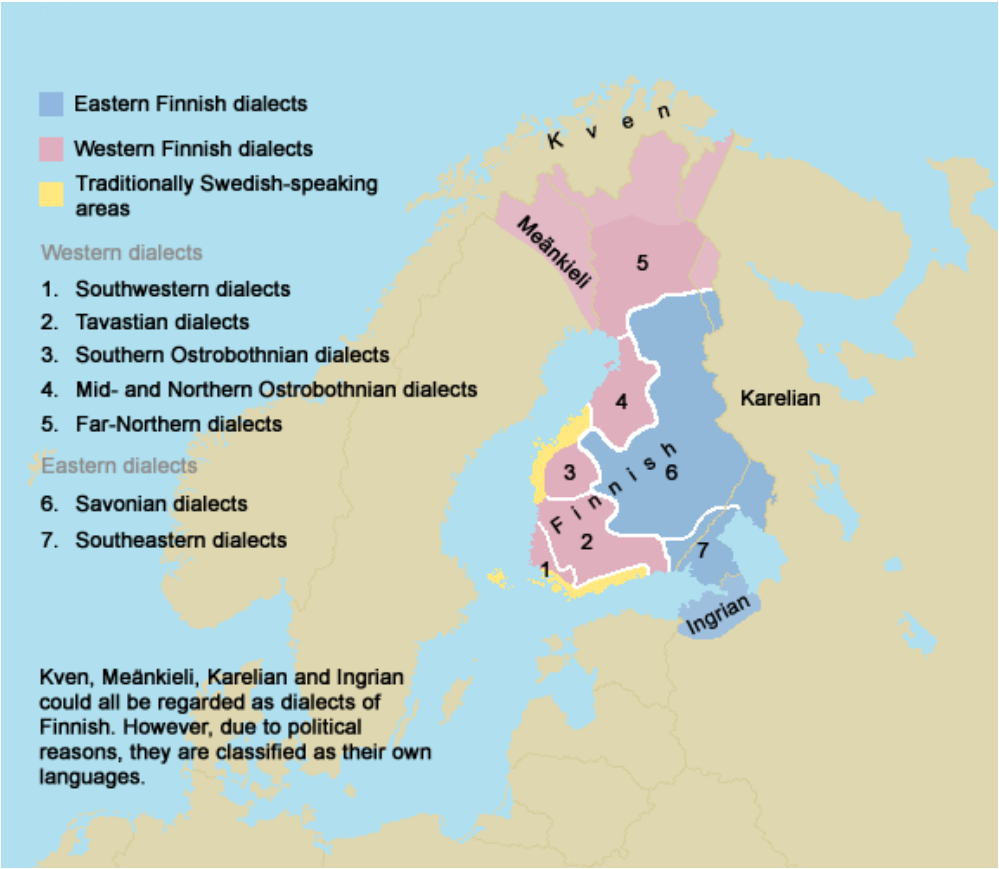 Eastern Finnish dialects
Western Finnish dialects
Traditionally Swedish-speaking
areas
Western dialects
1. Southwestern dialects
2. Tavastian dialects
3. Southern Ostrobothnian dialects
4. Mid- and Northern Ostrobothnian dialects
5. Far-Northern dialects
Eastern dialects
6. Savonian dialects
7. Southeastern dialects
Kven, Meänkieli, Karelian and Ingrian
could all be regarded as dialects of
Finnish. However, due to political
reasons, they are classified as their own
languages.
Kven
Meänkieli
5
Karelian
4
Finnish
3
6
2
1
7
Ingrian